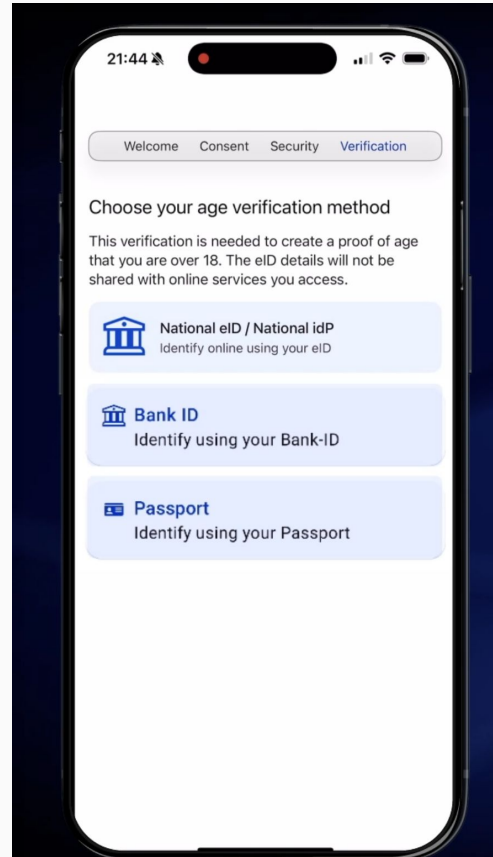 21:44
Welcome Consent Security Verification
Choose your age verification method
This verification is needed to create a proof of age
that you are over 18. The eID details will not be
shared with online services you access.
National eID / National idP
Identify online using your eID
Bank ID
Identify using your Bank-ID
Passport
Identify using your Passport